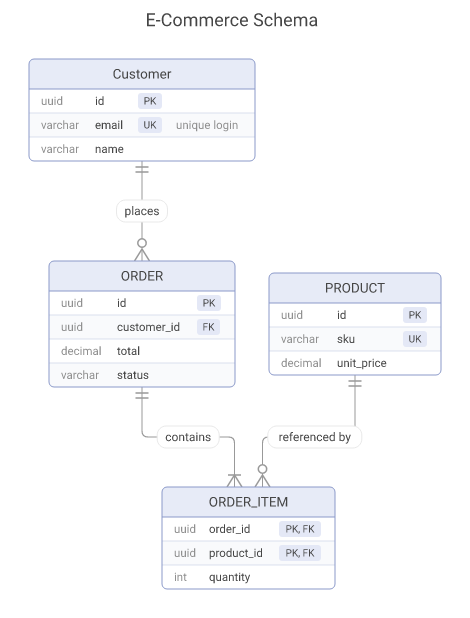 E-Commerce Schema
Customer
uuid id PK
varchar email UK unique login
varchar name
places
ORDER
uuid id PK
uuid customer_id FK
decimal total
varchar status
PRODUCT
uuid id PK
varchar sku UK
decimal unit_price
contains
referenced by
ORDER_ITEM
uuid order_id PK, FK
uuid product_id PK, FK
int quantity